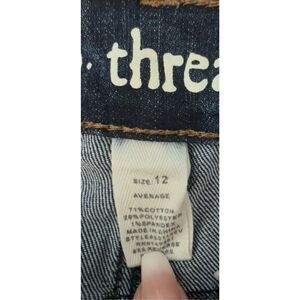 . threa
SIZE: 12
AVERAGE
71%COTTON
28%POLYESTER
1%SPANDEX
MADE IN CHINA